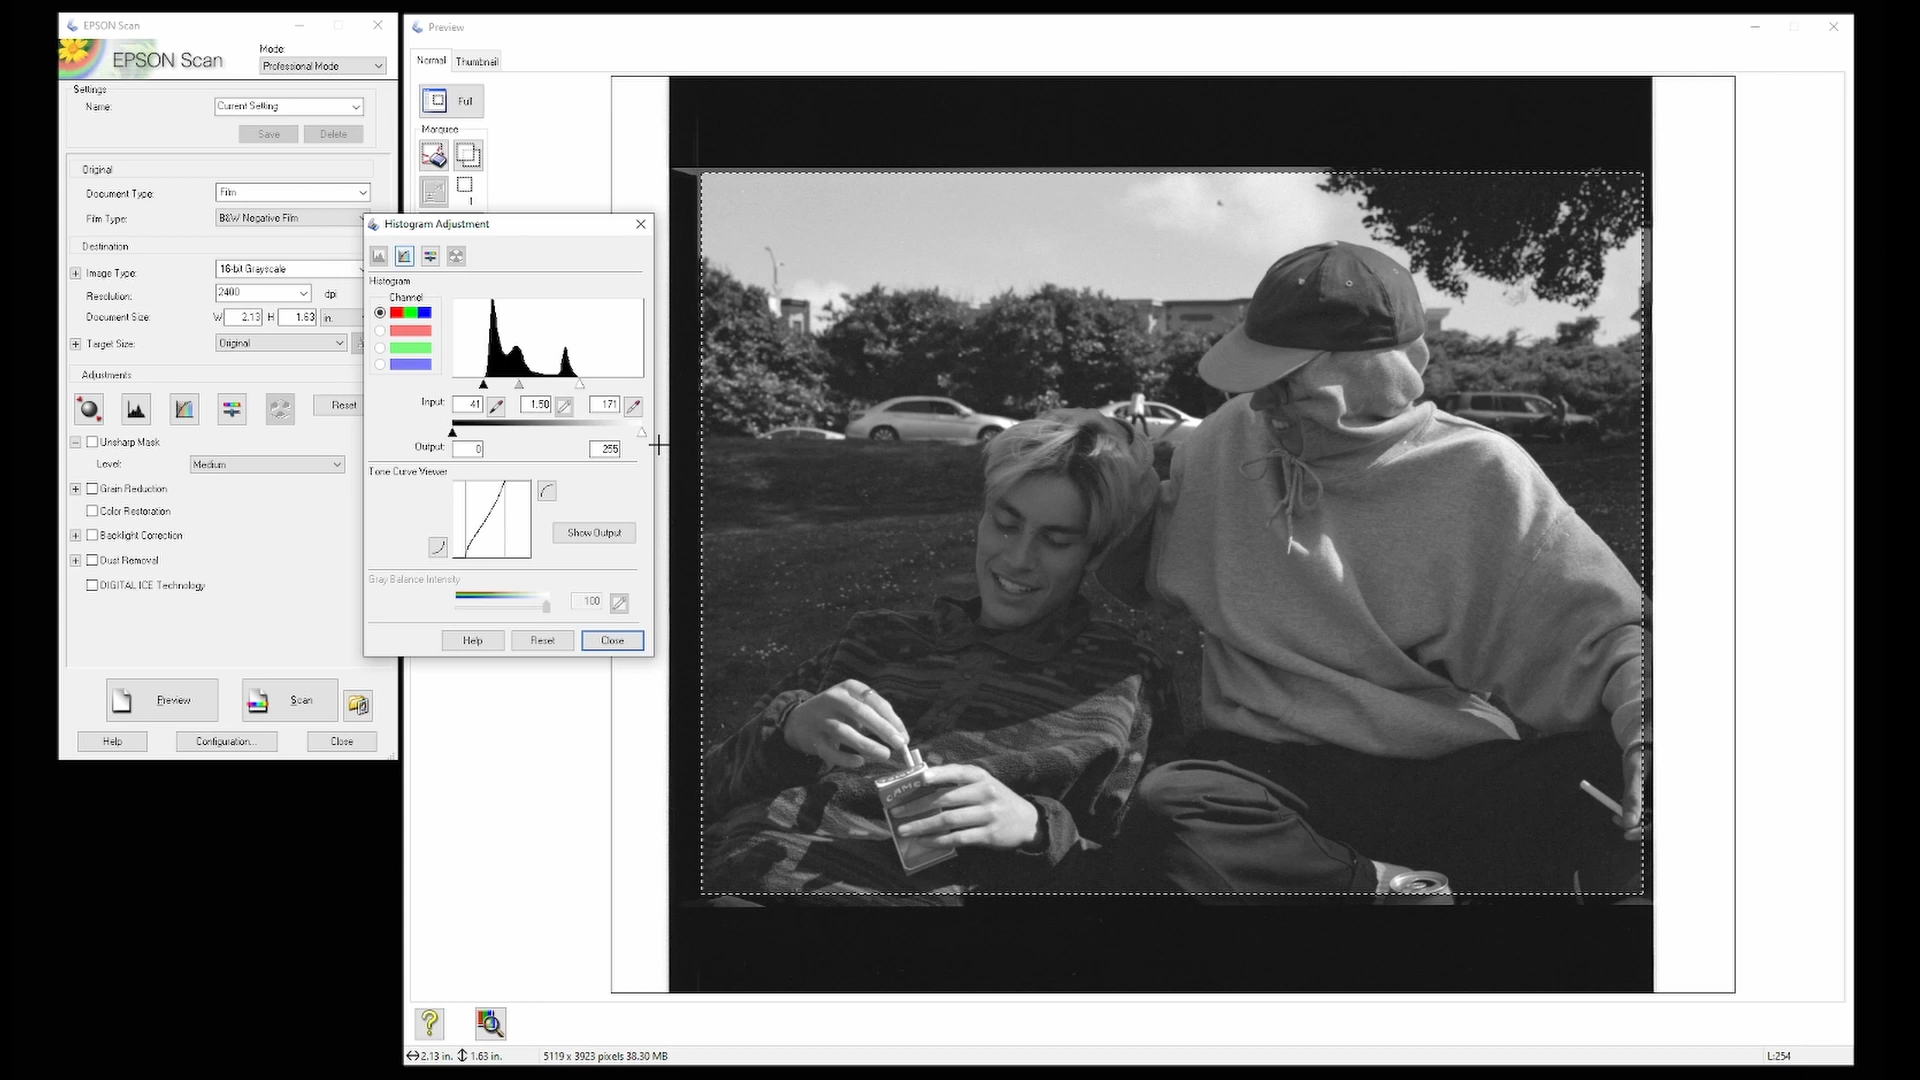 EPSON Scan
EPSON Scan
Mode:
Professional Mode
Settings
Name:
Current Setting
Save
Delete
Original
Document Type:
Film
Film Type:
B&W Negative Film
Destination
Image Type:
16-bit Grayscale
Resolution:
2400
dpi
Document Size:
W
2.13
H
1.63
in.
Target Size:
Original
Adjustments
Reset
Unsharp Mask
Level:
Medium
Grain Reduction
Color Restoration
Backlight Correction
Dust Removal
DIGITAL ICE Technology
Preview
Scan
Help
Configuration...
Close
Histogram Adjustment
Histogram
Channel
Input:
41
1.50
171
Output:
0
255
Tone Curve Viewer
Show Output
Gray Balance Intensity
100
Help
Reset
Close
Preview
Normal
Thumbnail
Full
Marquee
1
CAMEL
2.13 in.
1.63 in.
5119 x 3923 pixels 38.30 MB
L:254